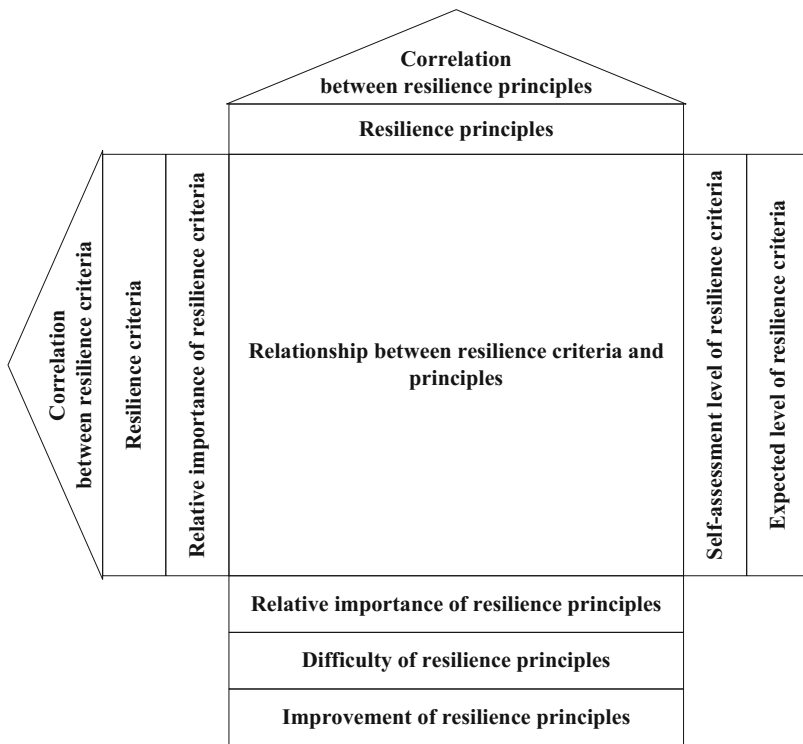 Correlation
between resilience principles
Resilience principles
Correlation
between resilience criteria
Resilience criteria
Relative importance of resilience criteria
Relationship between resilience criteria and
principles
Self-assessment level of resilience criteria
Expected level of resilience criteria
Relative importance of resilience principles
Difficulty of resilience principles
Improvement of resilience principles